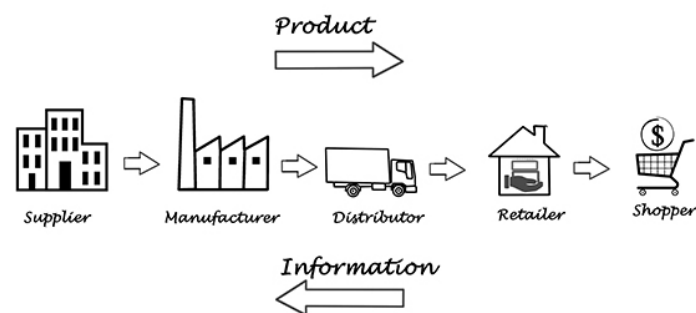 Product
$
Supplier
Manufacturer
Distributor
Retailer
Shopper
Information